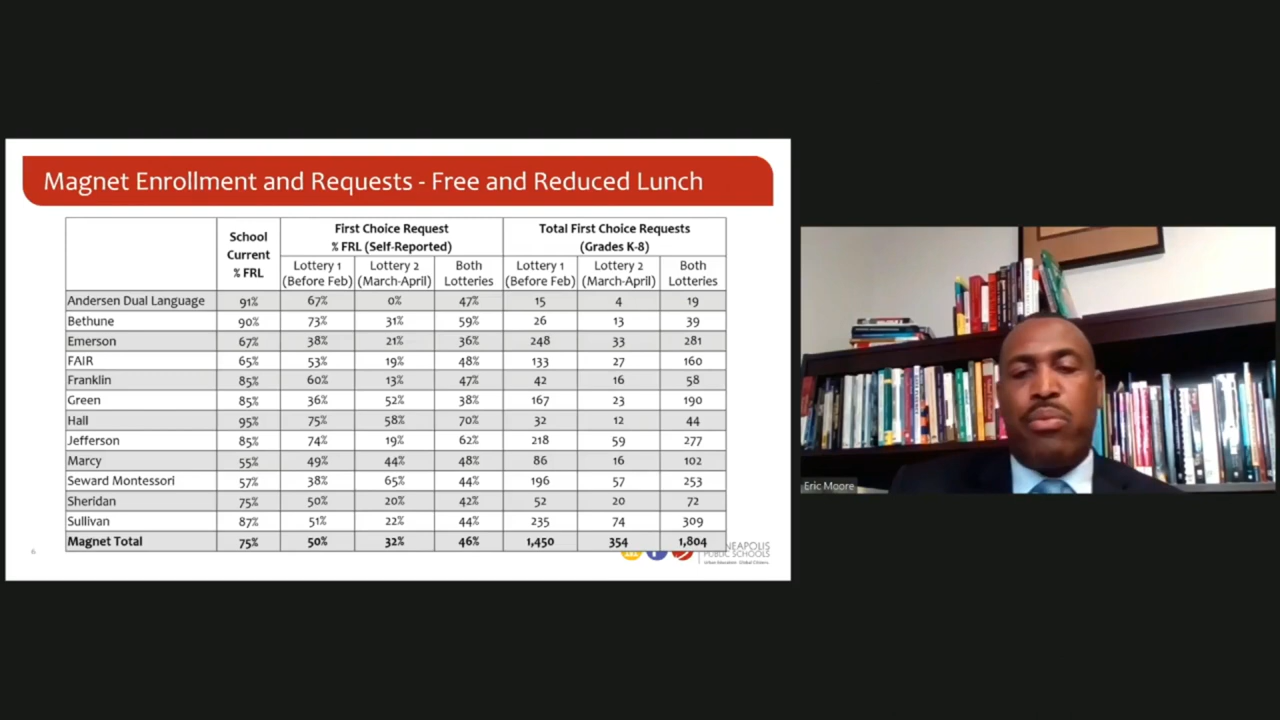 Magnet Enrollment and Requests - Free and Reduced Lunch
School Current % FRL
First Choice Request % FRL (Self-Reported)
Total First Choice Requests (Grades K-8)
Lottery 1 (Before Feb) Lottery 2 (March-April) Both Lotteries Lottery 1 (Before Feb) Lottery 2 (March-April) Both Lotteries
Andersen Dual Language 91% 67% 0% 47% 15 4 19
Bethune 90% 73% 31% 59% 26 13 39
Emerson 67% 38% 21% 36% 248 33 281
FAIR 65% 53% 19% 48% 133 27 160
Franklin 85% 60% 13% 47% 42 16 58
Green 85% 36% 52% 38% 167 23 190
Hall 95% 75% 58% 70% 32 12 44
Jefferson 85% 74% 19% 62% 218 59 277
Marcy 55% 49% 44% 48% 86 16 102
Seward Montessori 57% 38% 65% 44% 196 57 253
Sheridan 75% 50% 20% 42% 52 20 72
Sullivan 87% 51% 22% 44% 235 74 309
Magnet Total 75% 50% 32% 46% 1,450 354 1,804
6
NEAPOLIS
PUBLIC SCHOOLS
Urban Education. Global Citizens.
Eric Moore